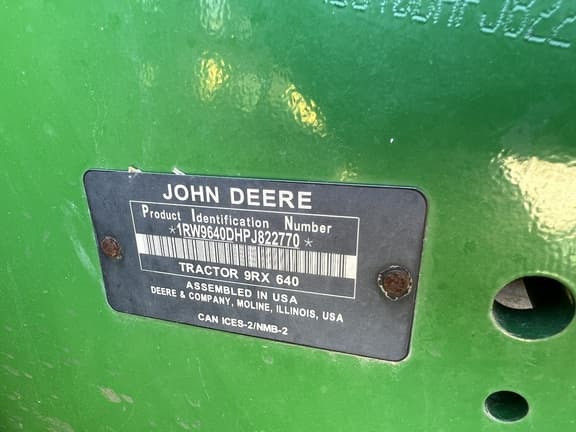 JOHN DEERE
Product Identification Number
*1RW9640DHPJ822770*
TRACTOR 9RX 640
ASSEMBLED IN USA
DEERE & COMPANY, MOLINE, ILLINOIS, USA
CAN ICES-2/NMB-2